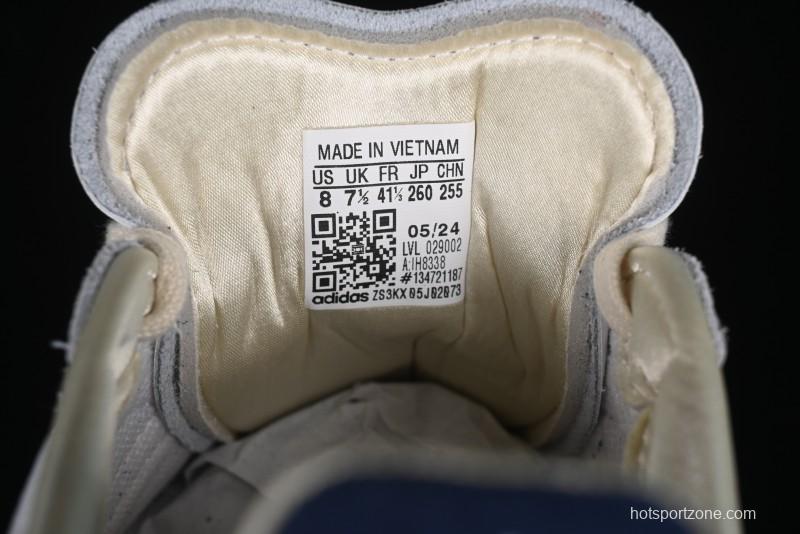 MADE IN VIETNAM
US UK FR JP CHN
8 7½ 41⅓ 260 255
05/24
LVL 029002
A:IH8338
#134721187
adidas ZS3KX 05J02073
hotsportzone.com